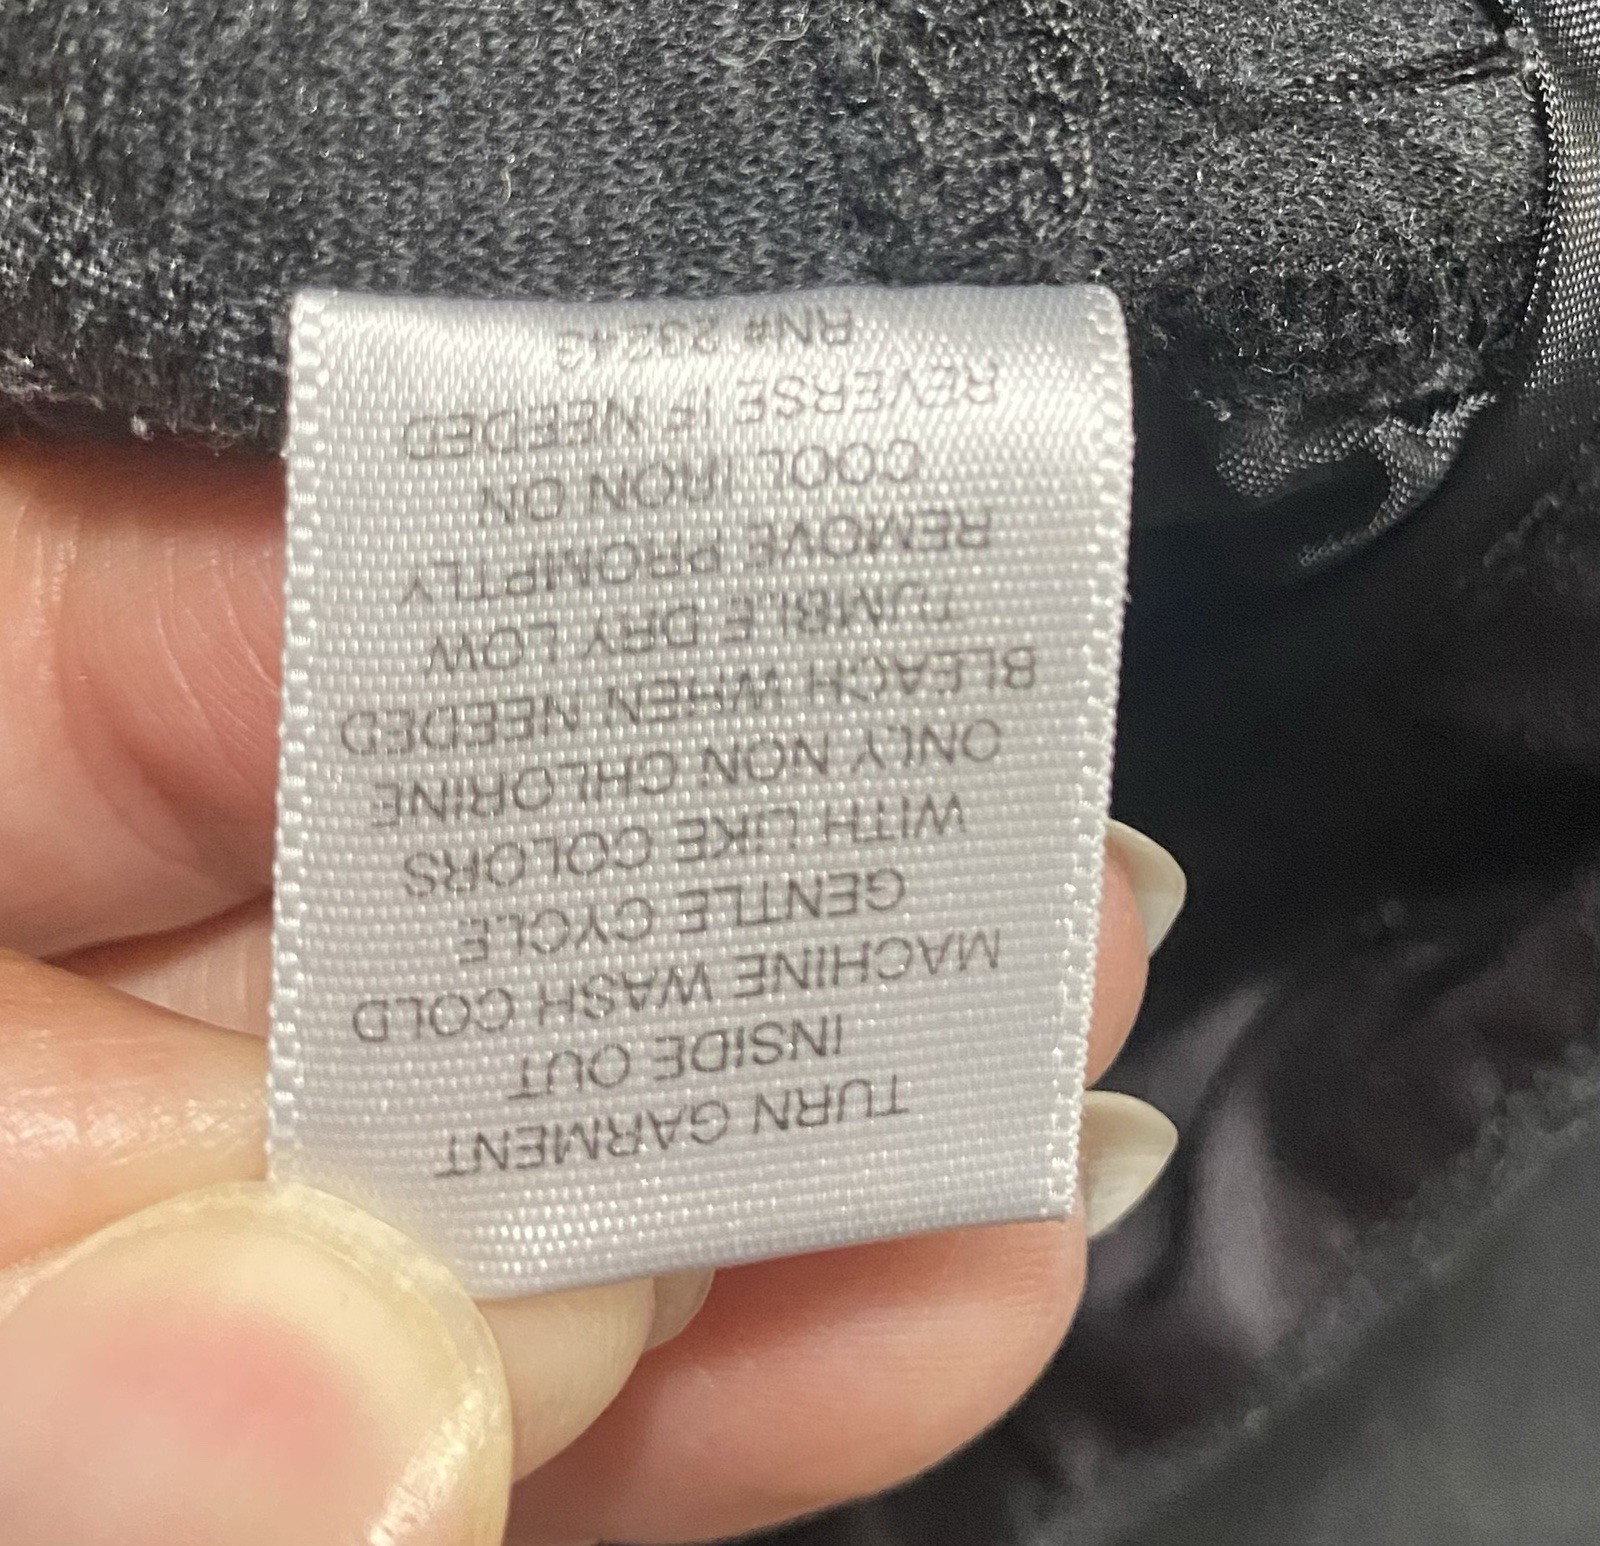 TURN GARMENT
INSIDE OUT
MACHINE WASH COLD
GENTLE CYCLE
WITH LIKE COLORS
ONLY NON CHLORINE
BLEACH WHEN NEEDED
TUMBLE DRY LOW
REMOVE PROMPTLY
COOL IRON ON
REVERSE IF NEEDED
RN#